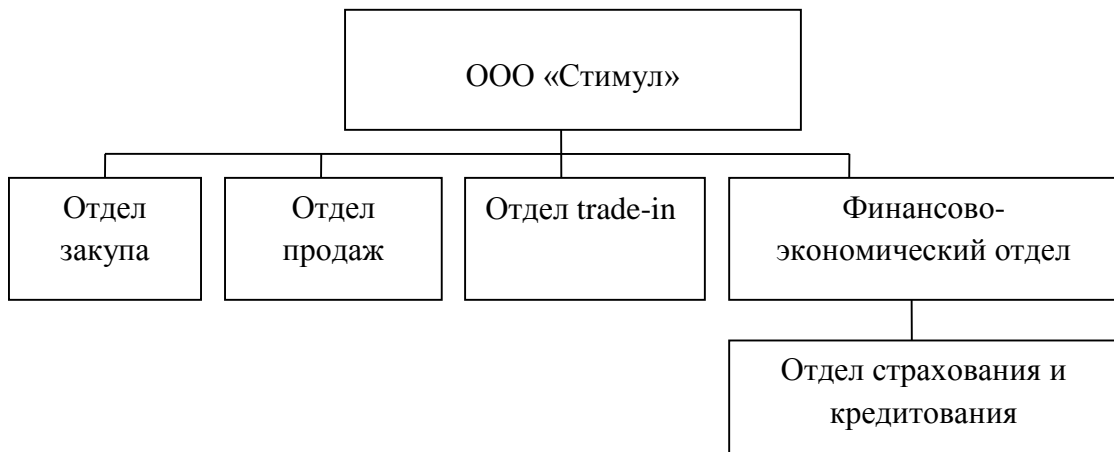 ООО «Стимул»
Отдел
закупа
Отдел
продаж
Отдел trade-in
Финансово-
экономический отдел
Отдел страхования и
кредитования